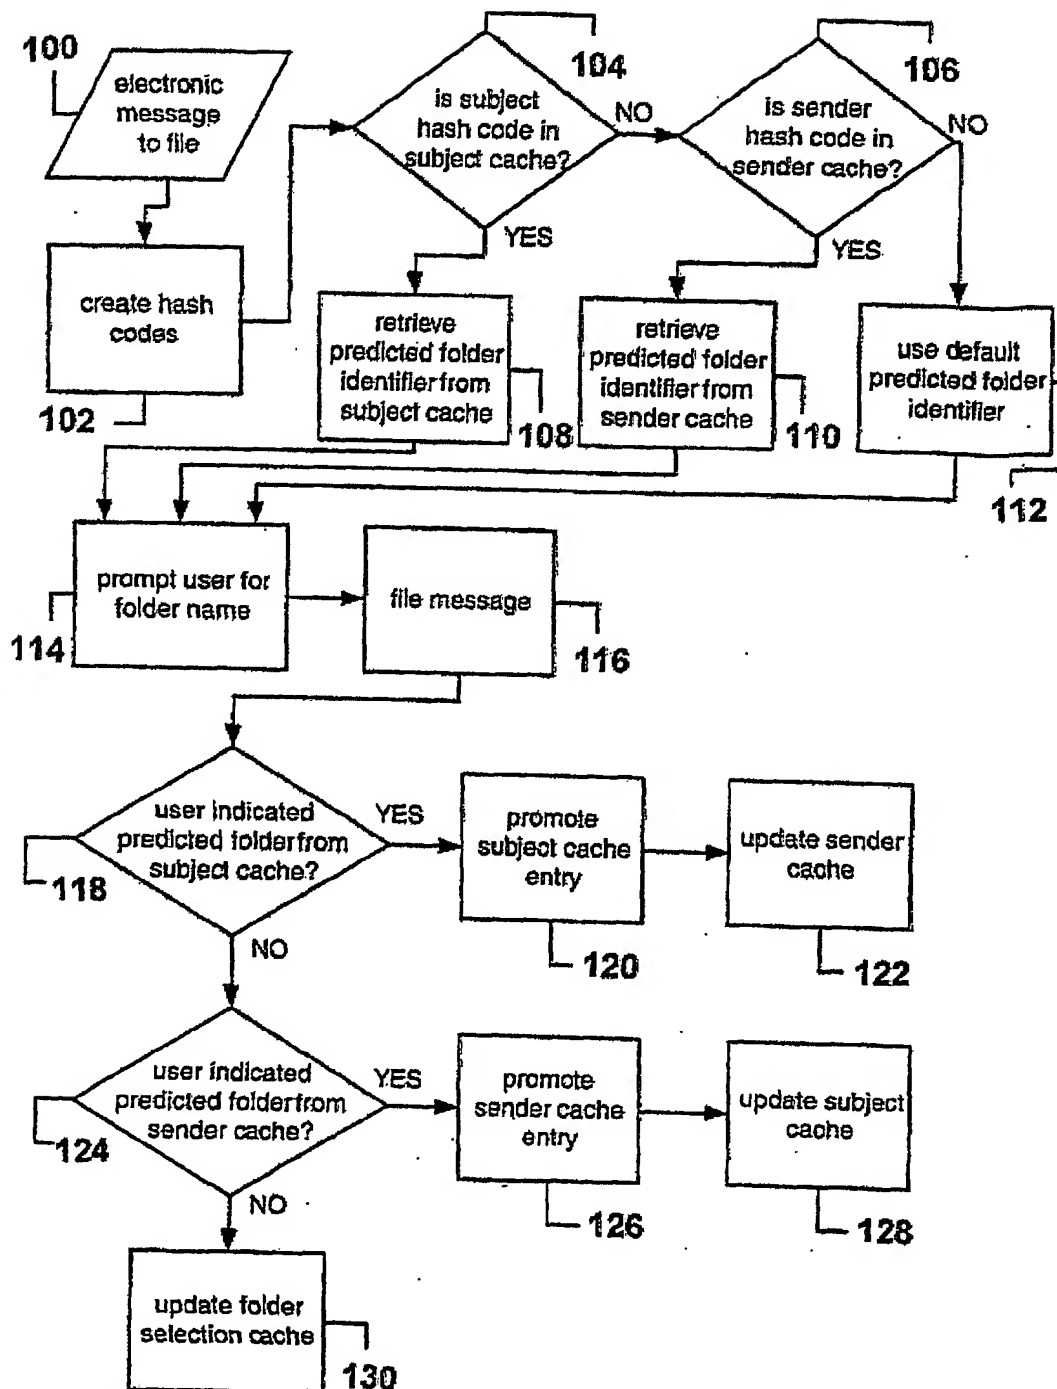 100
electronic
message
to file
create hash
codes
102
is subject
hash code in
subject cache?
104
NO
YES
is sender
hash code in
sender cache?
106
NO
YES
retrieve
predicted folder
identifier from
subject cache
108
retrieve
predicted folder
identifier from
sender cache
110
use default
predicted folder
identifier
112
prompt user for
folder name
114
file message
116
user indicated
predicted folder from
subject cache?
118
YES
NO
promote
subject cache
entry
120
update sender
cache
122
user indicated
predicted folder from
sender cache?
124
YES
NO
promote
sender cache
entry
126
update subject
cache
128
update folder
selection cache
130